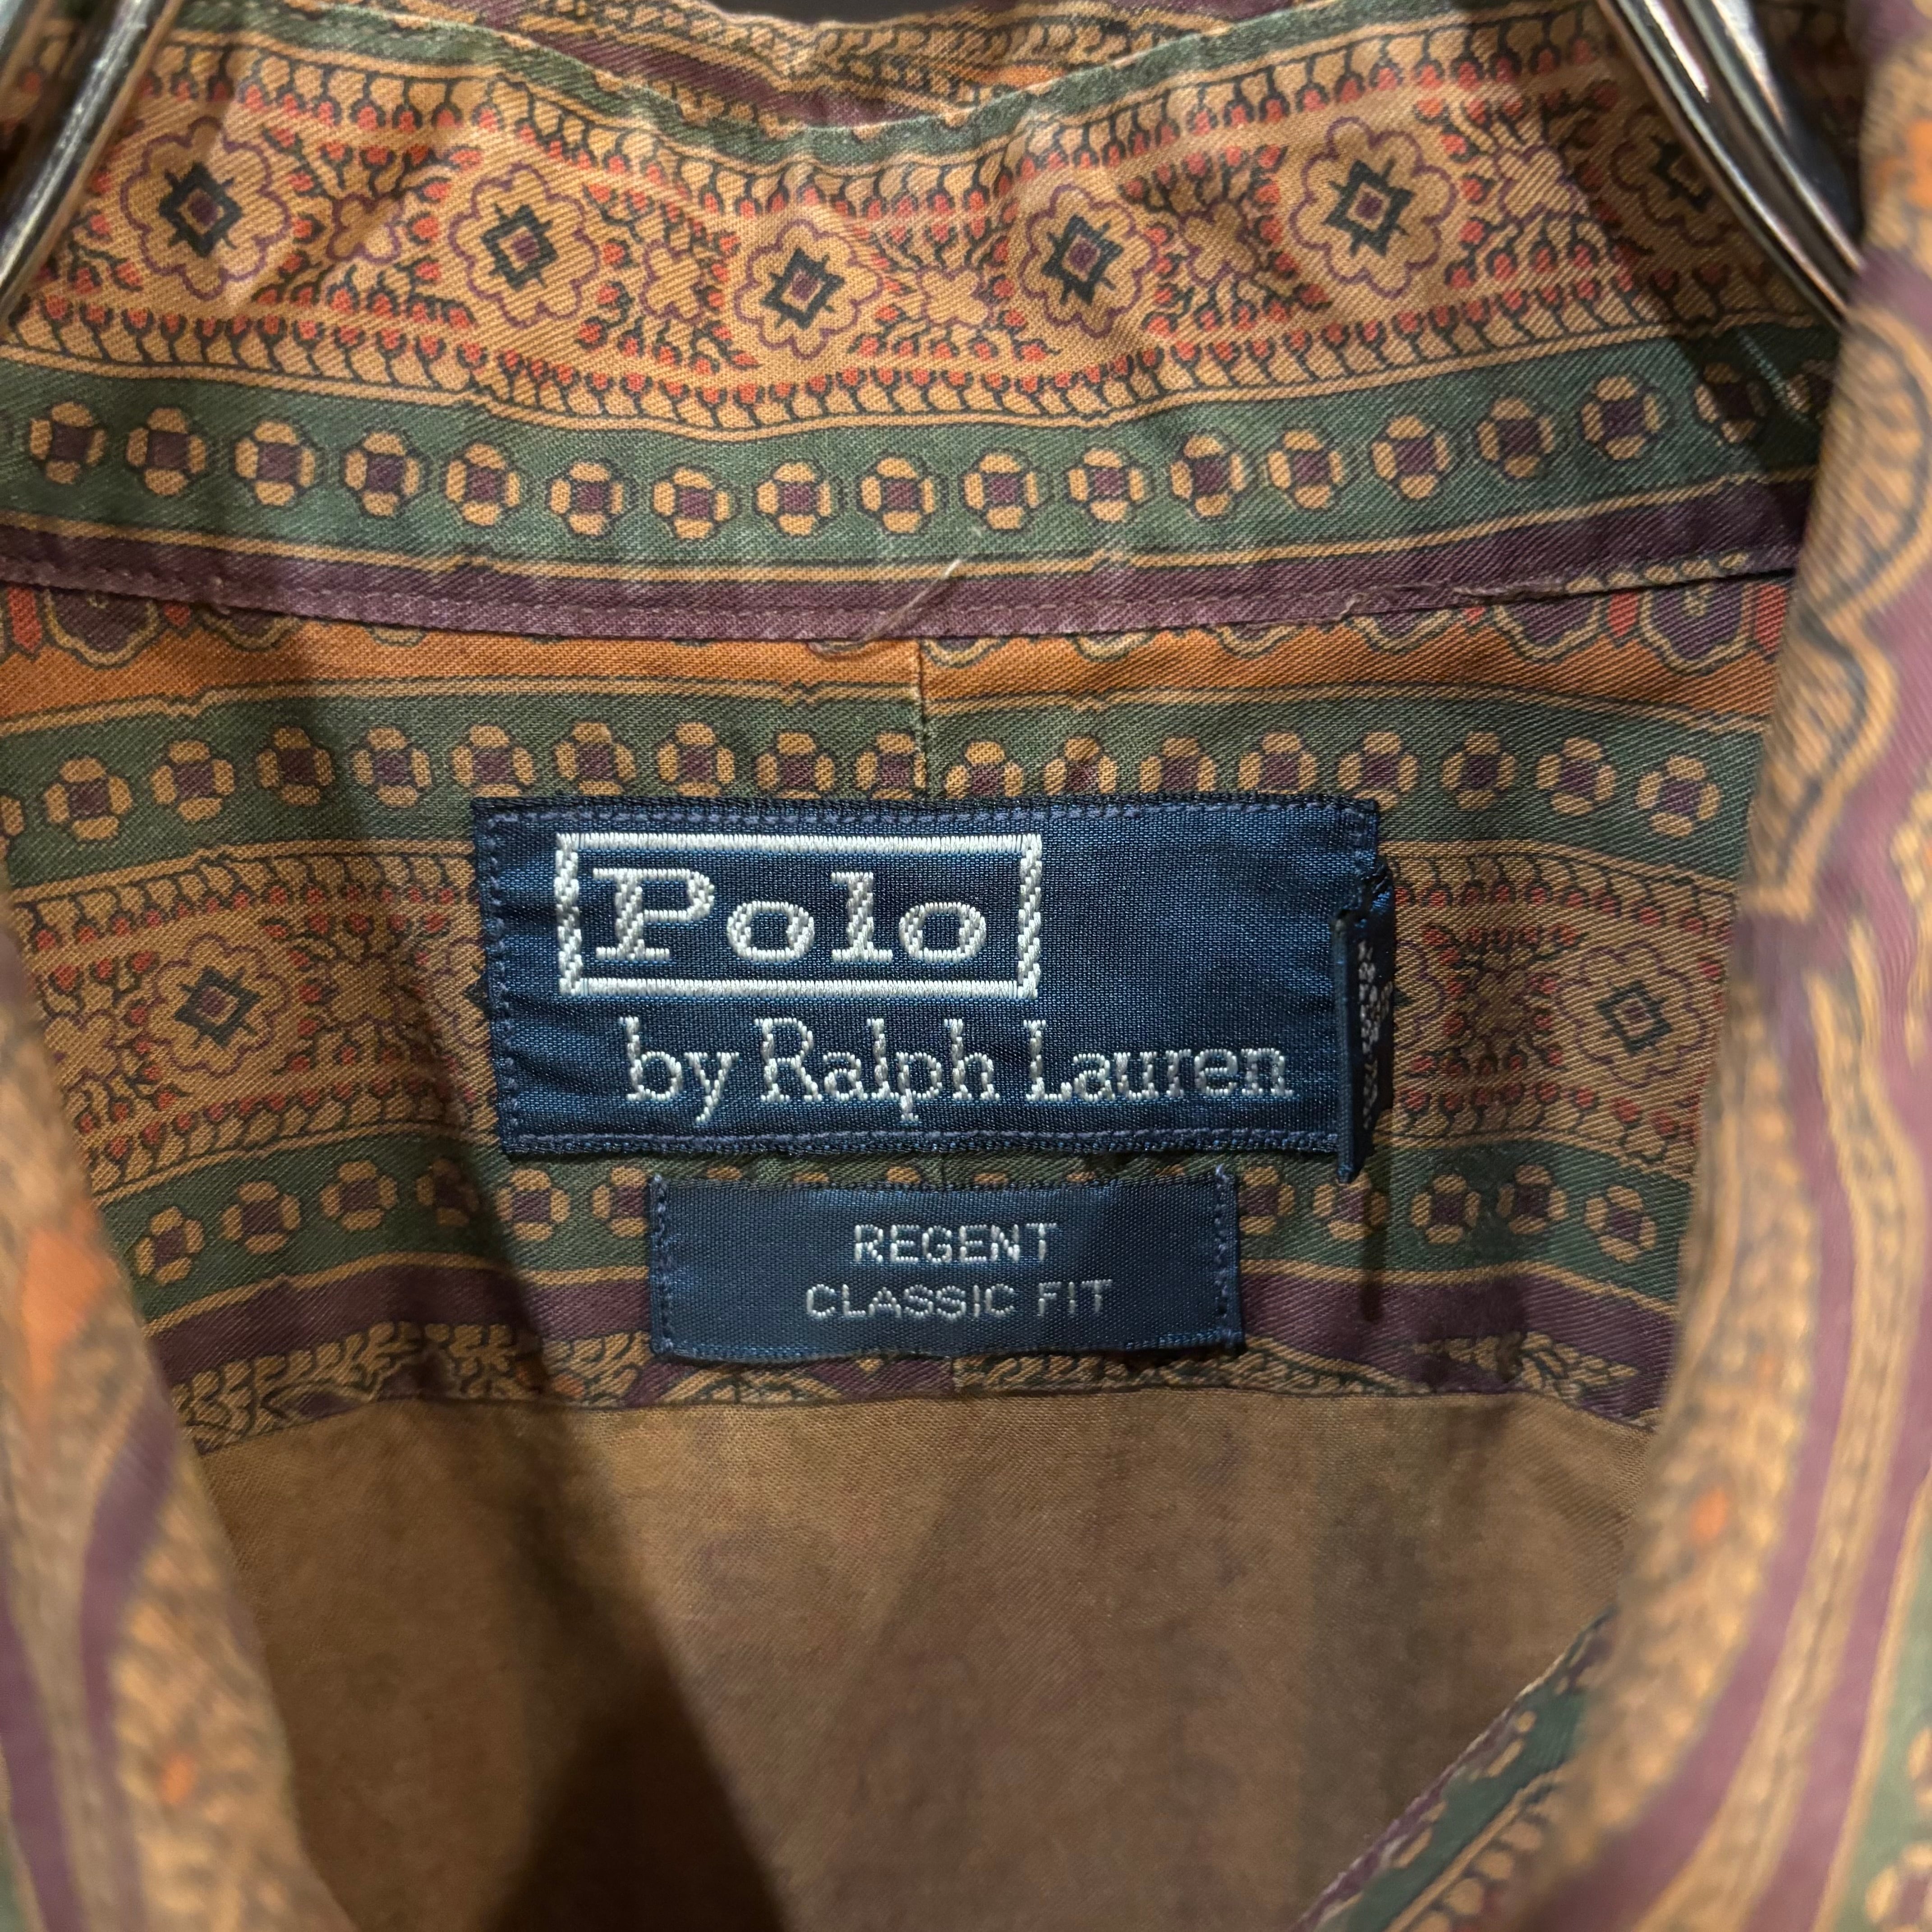 Polo
by Ralph Lauren
REGENT
CLASSIC FIT